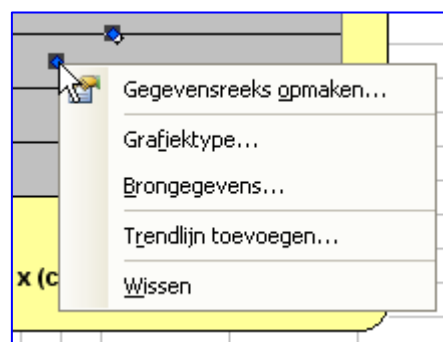 Gegevensreeks opmaken...
Grafiektype...
Brongegevens...
Trendlijn toevoegen...
x (c
Wissen